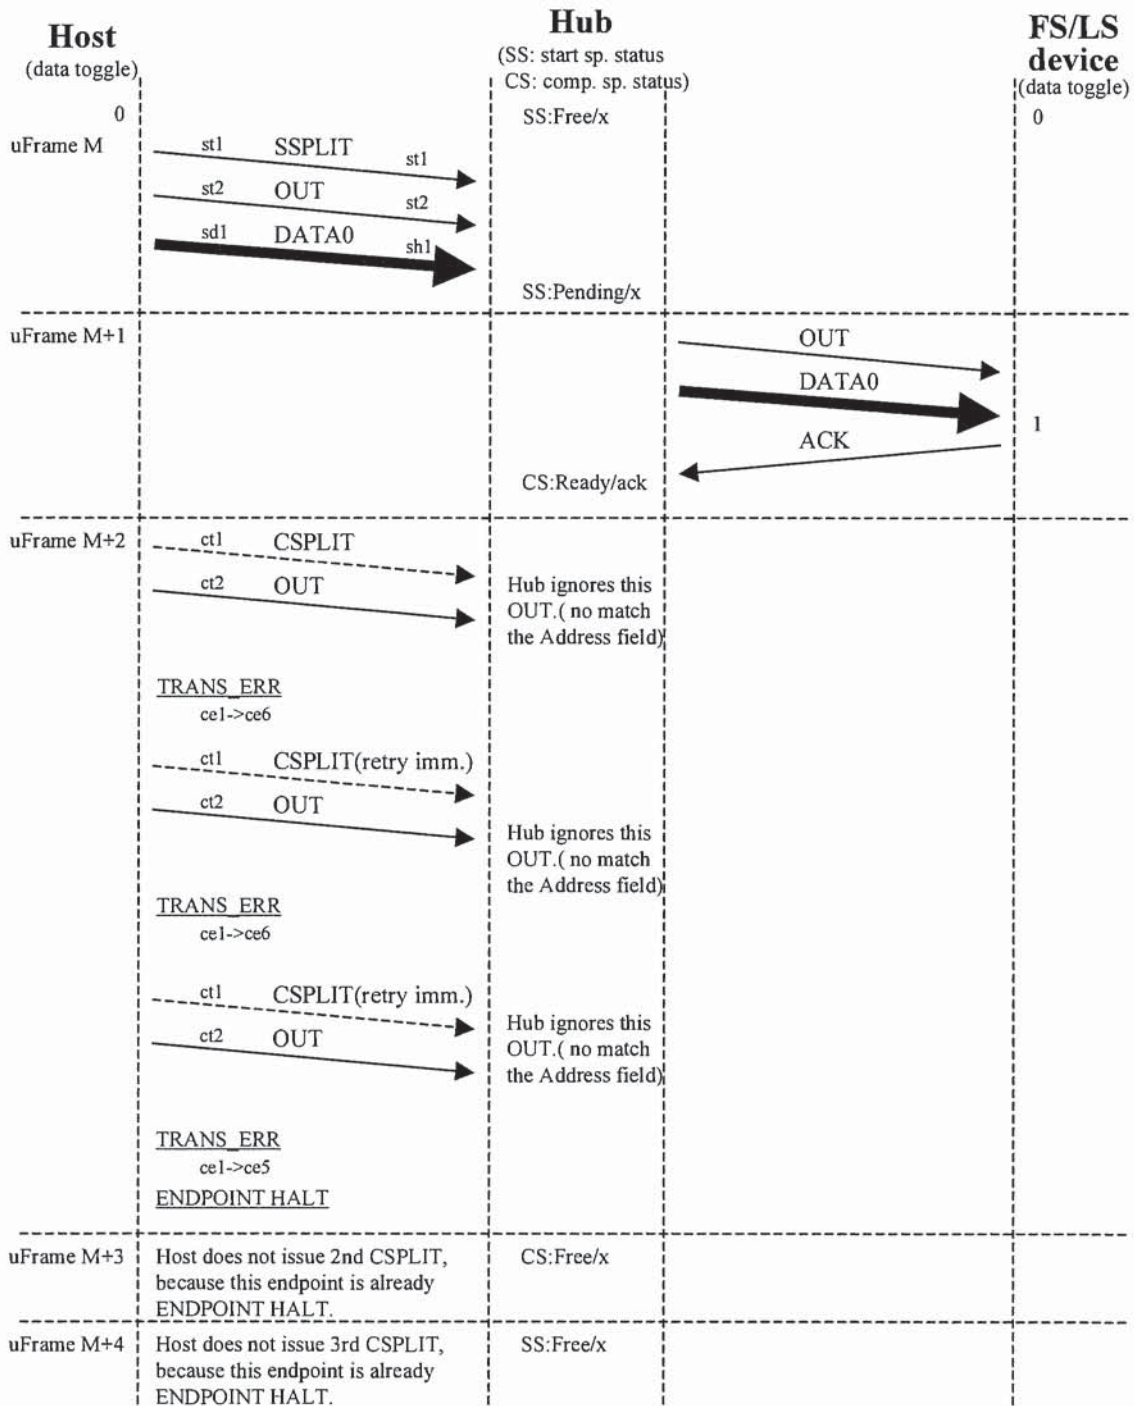 Host
(data toggle)
Hub
(SS: start sp. status
CS: comp. sp. status)
FS/LS
device
(data toggle)
0
SS:Free/x
0
uFrame M
st1 SSPLIT st1
st2 OUT st2
sd1 DATA0 sh1
SS:Pending/x
uFrame M+1
OUT
DATA0
1
ACK
CS:Ready/ack
uFrame M+2
ct1 CSPLIT
ct2 OUT
Hub ignores this
OUT.( no match
the Address field)
TRANS_ERR
ce1->ce6
ct1 CSPLIT(retry imm.)
ct2 OUT
Hub ignores this
OUT.( no match
the Address field)
TRANS_ERR
ce1->ce6
ct1 CSPLIT(retry imm.)
ct2 OUT
Hub ignores this
OUT.( no match
the Address field)
TRANS_ERR
ce1->ce5
ENDPOINT HALT
uFrame M+3
Host does not issue 2nd CSPLIT,
because this endpoint is already
ENDPOINT HALT.
CS:Free/x
uFrame M+4
Host does not issue 3rd CSPLIT,
because this endpoint is already
ENDPOINT HALT.
SS:Free/x